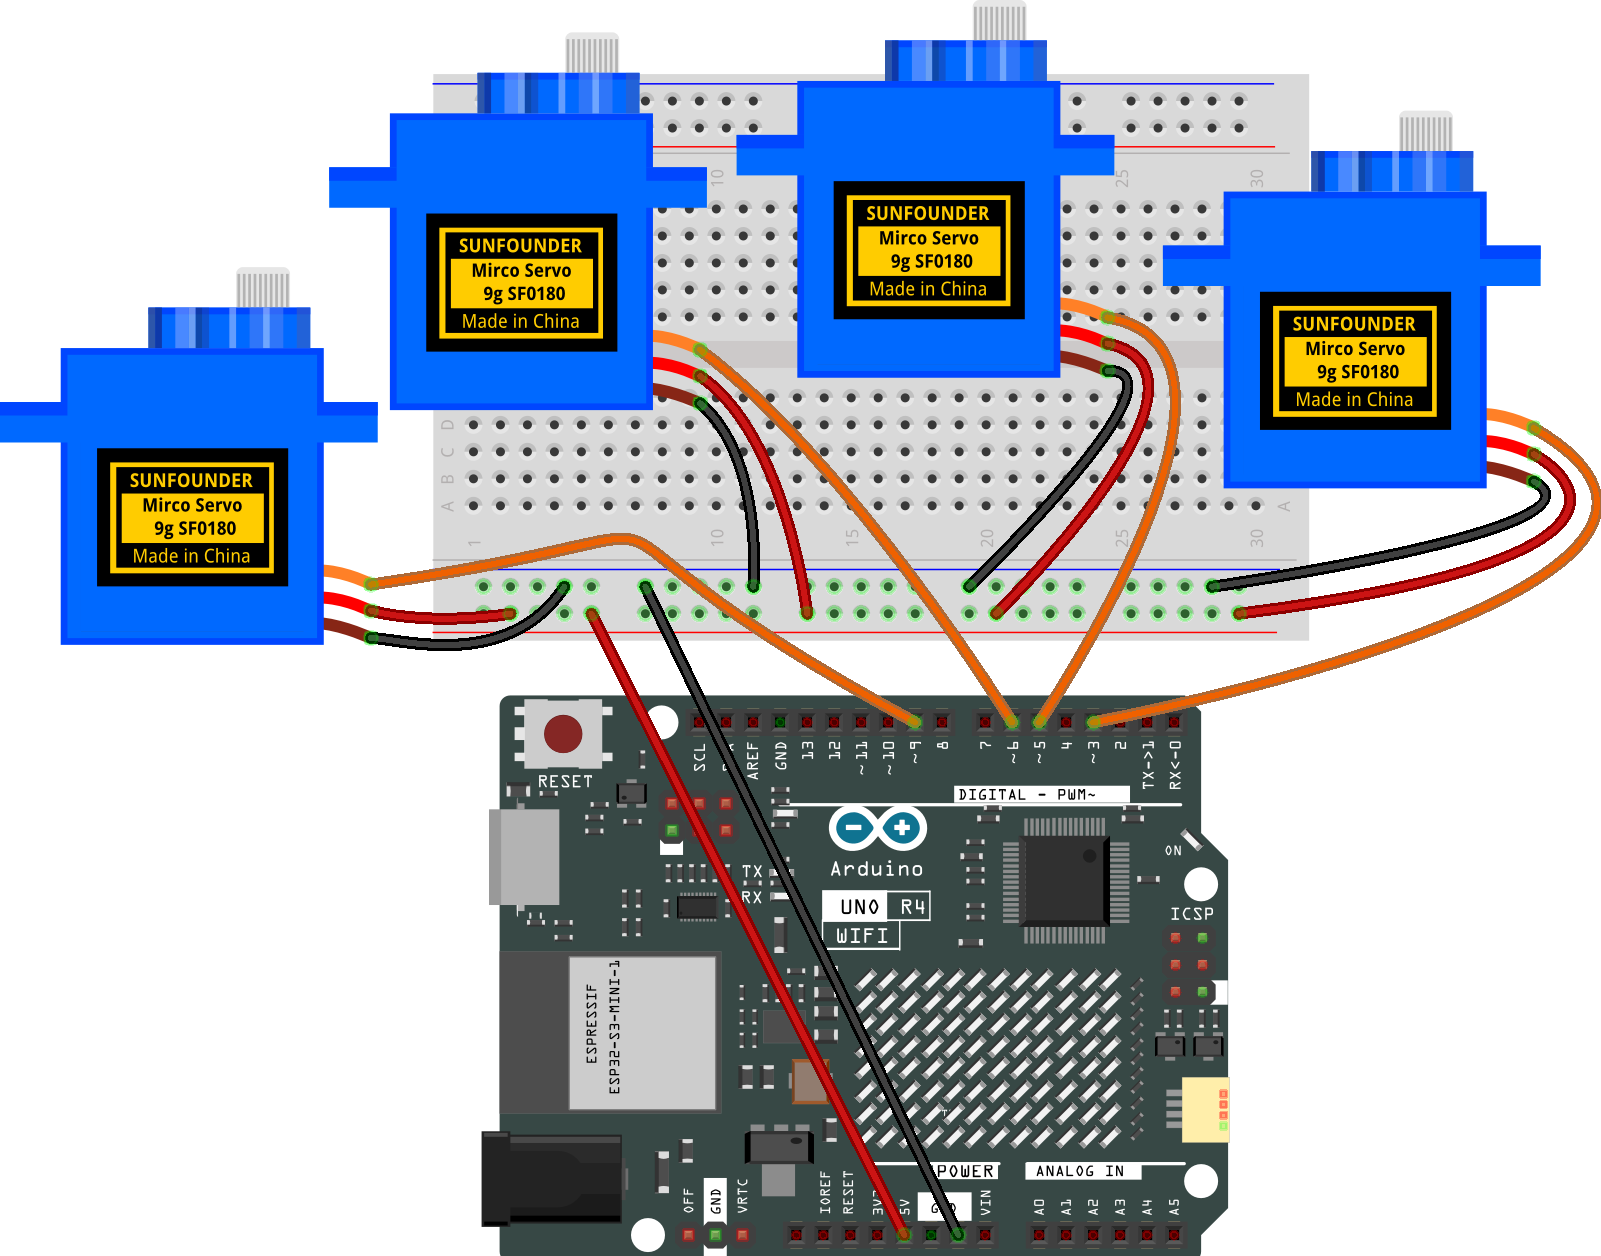 SUNFOUNDER
Mirco Servo
9g SF0180
Made in China
SUNFOUNDER
Mirco Servo
9g SF0180
Made in China
SUNFOUNDER
Mirco Servo
9g SF0180
Made in China
SUNFOUNDER
Mirco Servo
9g SF0180
Made in China
10 25 30
D
C
B
A A
1 10 15 20 25 30
RESET
SCL AREF GND 13 12 ~11 ~10 ~9 8 7 ~6 ~5 4 ~3 2 TX->1 RX<-0
DIGITAL - PWM~
Arduino
UNO R4
WIFI
TX
RX
ON
ICSP
ESPRESSIF
ESP32-S3-MINI-1
POWER
ANALOG IN
OFF GND VRTC IOREF RESET 5V GND VIN A0 A1 A2 A3 A4 A5